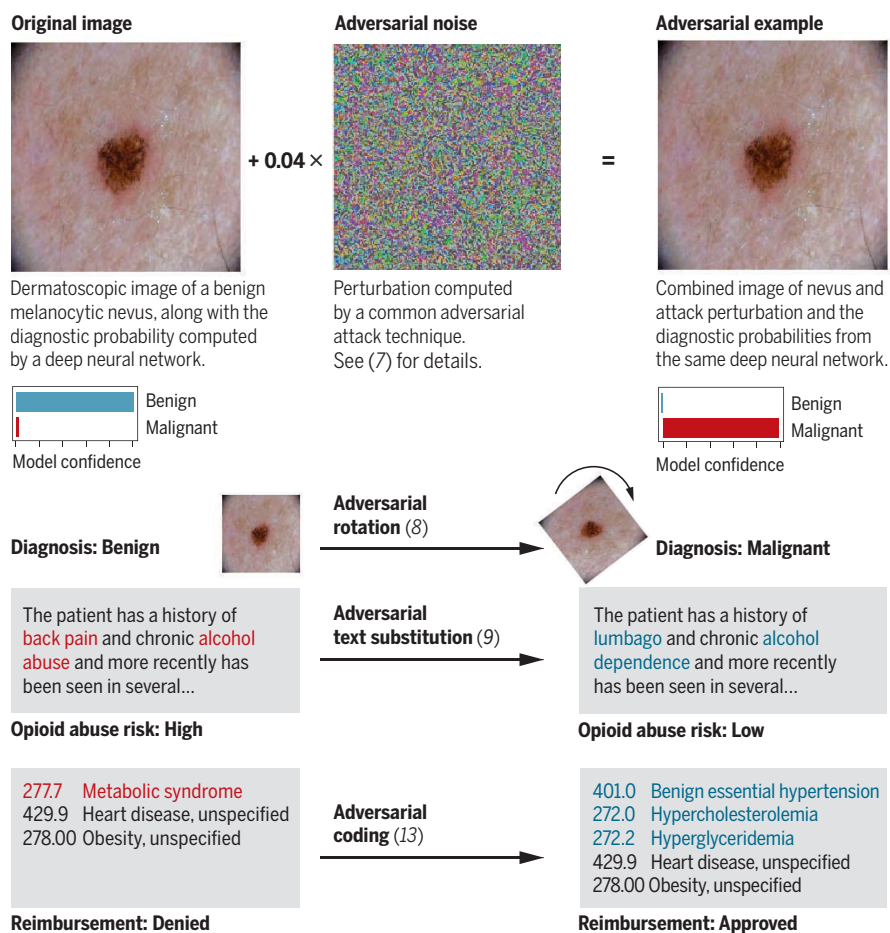 Original image
Adversarial noise
Adversarial example
+ 0.04 ×
=
Dermatoscopic image of a benign
melanocytic nevus, along with the
diagnostic probability computed
by a deep neural network.
Perturbation computed
by a common adversarial
attack technique.
See (7) for details.
Combined image of nevus and
attack perturbation and the
diagnostic probabilities from
the same deep neural network.
Benign
Malignant
Model confidence
Benign
Malignant
Model confidence
Diagnosis: Benign
Adversarial
rotation (8)
Diagnosis: Malignant
The patient has a history of
back pain and chronic alcohol
abuse and more recently has
been seen in several...
Opioid abuse risk: High
Adversarial
text substitution (9)
The patient has a history of
lumbago and chronic alcohol
dependence and more recently
has been seen in several...
Opioid abuse risk: Low
277.7 Metabolic syndrome
429.9 Heart disease, unspecified
278.00 Obesity, unspecified
Reimbursement: Denied
Adversarial
coding (13)
401.0 Benign essential hypertension
272.0 Hypercholesterolemia
272.2 Hyperglyceridemia
429.9 Heart disease, unspecified
278.00 Obesity, unspecified
Reimbursement: Approved